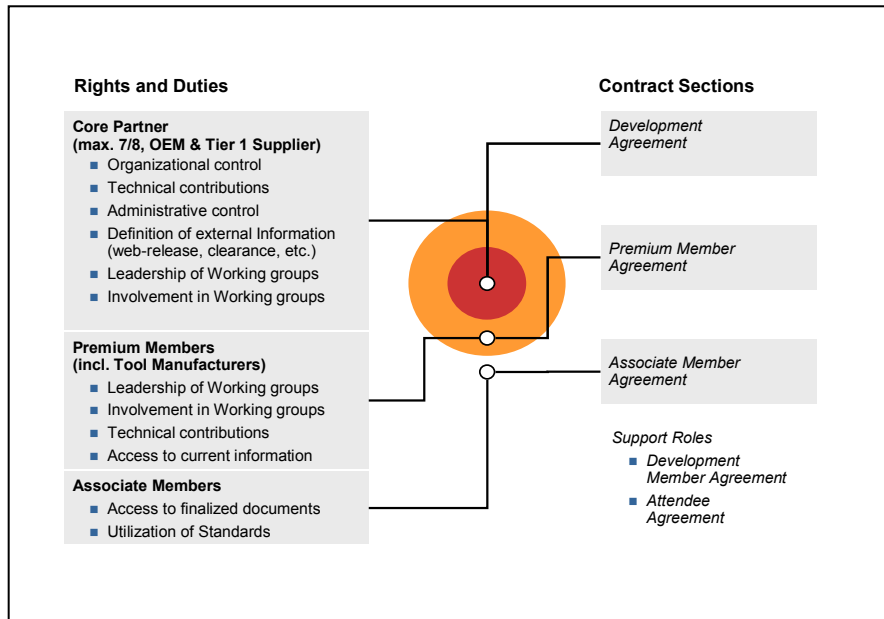 Rights and Duties
Core Partner
(max. 7/8, OEM & Tier 1 Supplier)
Organizational control
Technical contributions
Administrative control
Definition of external Information
(web-release, clearance, etc.)
Leadership of Working groups
Involvement in Working groups
Premium Members
(incl. Tool Manufacturers)
Leadership of Working groups
Involvement in Working groups
Technical contributions
Access to current information
Associate Members
Access to finalized documents
Utilization of Standards
Contract Sections
Development
Agreement
Premium Member
Agreement
Associate Member
Agreement
Support Roles
Development
Member Agreement
Attendee
Agreement